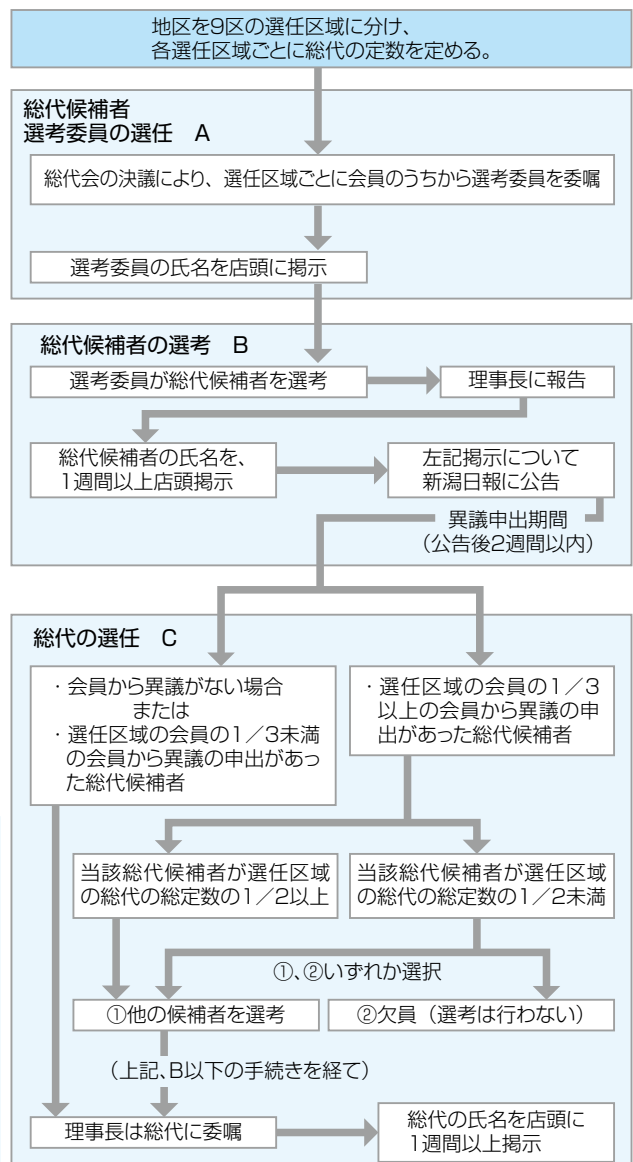 地区を9区の選任区域に分け、
各選任区域ごとに総代の定数を定める。
総代候補者
選考委員の選任　A
総代会の決議により、選任区域ごとに会員のうちから選考委員を委嘱
選考委員の氏名を店頭に掲示
総代候補者の選考　B
選考委員が総代候補者を選考
理事長に報告
総代候補者の氏名を、
1週間以上店頭掲示
左記掲示について
新潟日報に公告
異議申出期間
（公告後2週間以内）
総代の選任　C
・会員から異議がない場合
または
・選任区域の会員の1／3未満
の会員から異議の申出があっ
た総代候補者
・選任区域の会員の1／3
以上の会員から異議の申
出があった総代候補者
当該総代候補者が選任区域
の総代の総定数の1／2以上
当該総代候補者が選任区域
の総代の総定数の1／2未満
①、②いずれか選択
①他の候補者を選考
②欠員（選考は行わない）
（上記、B以下の手続きを経て）
理事長は総代に委嘱
総代の氏名を店頭に
1週間以上掲示